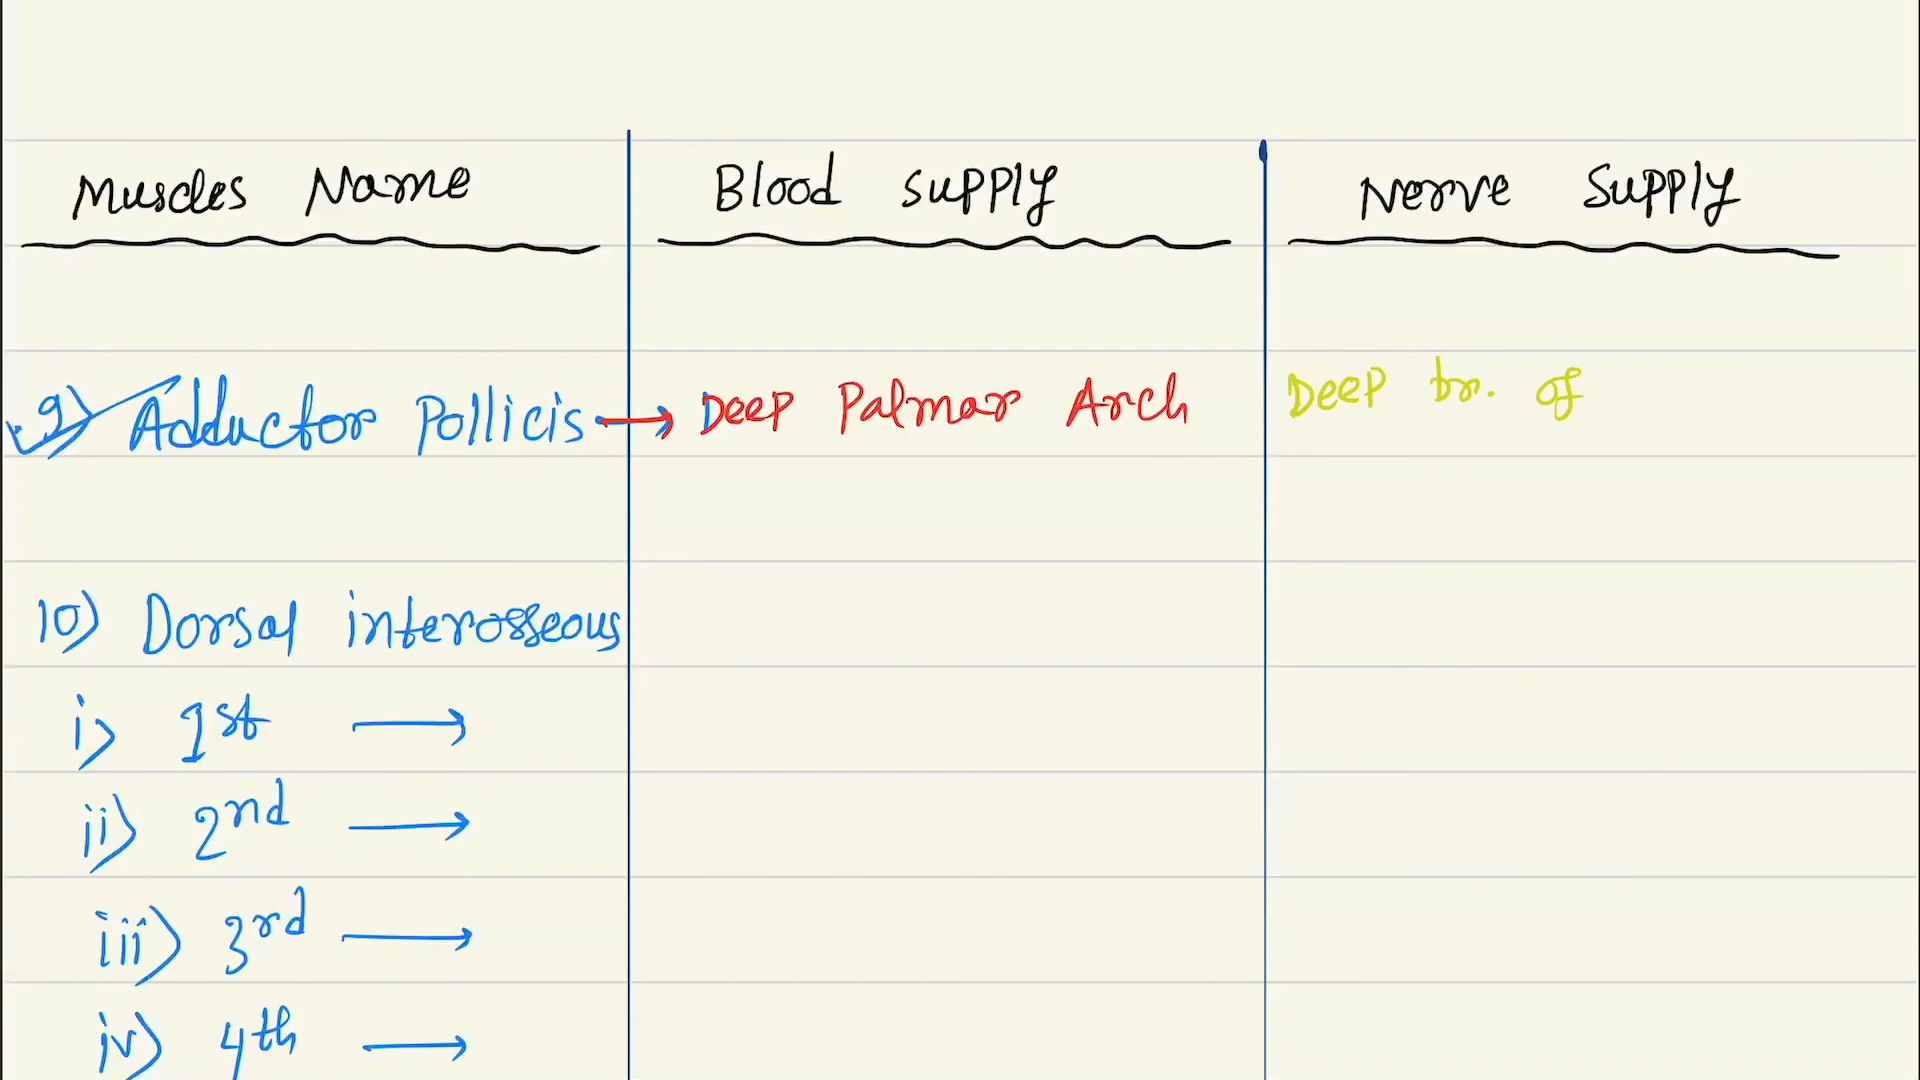 Muscles Name Blood supply Nerve Supply
9) Adductor Pollicis → Deep Palmar Arch Deep br. of
10) Dorsal interosseous
i) 1st →
ii) 2nd →
iii) 3rd →
iv) 4th →